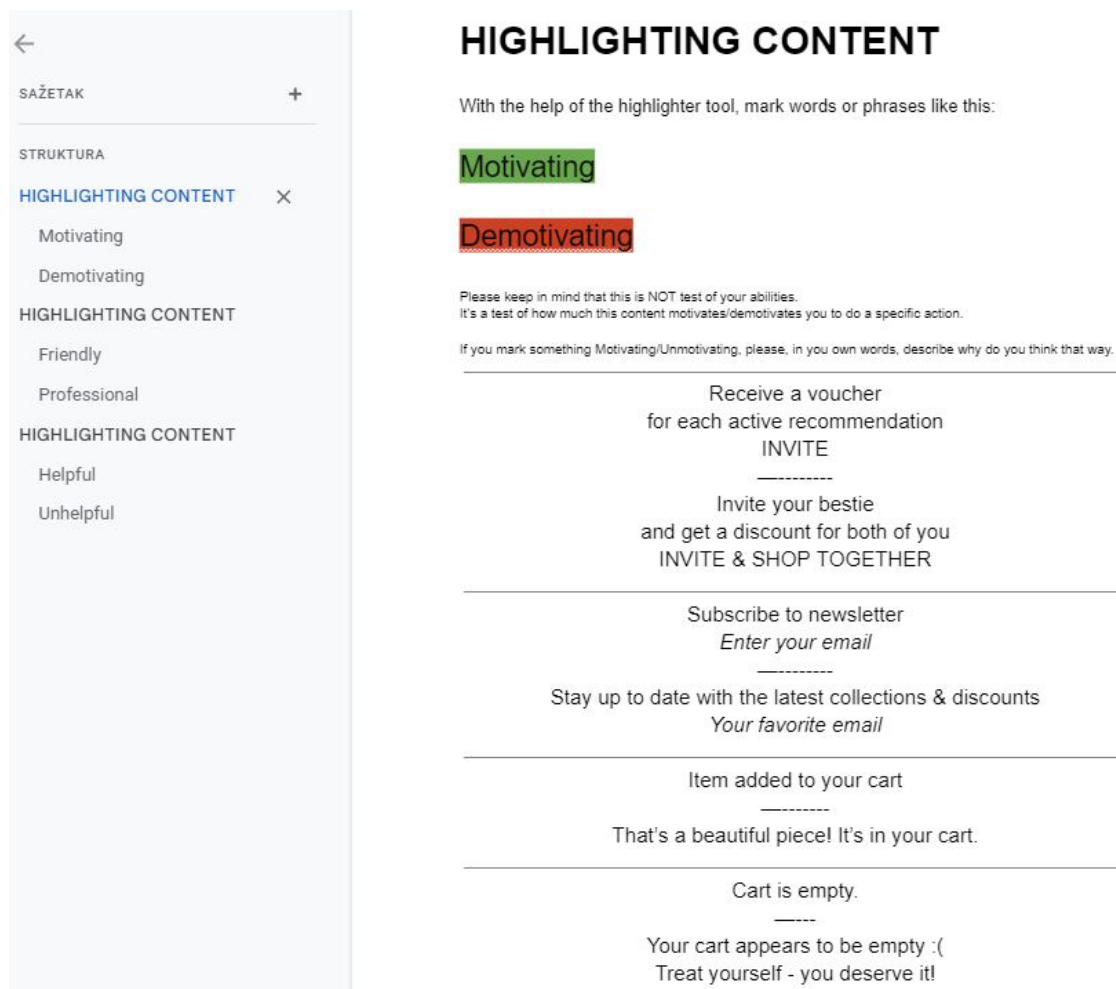 SAŽETAK +
STRUKTURA
HIGHLIGHTING CONTENT
Motivating
Demotivating
HIGHLIGHTING CONTENT
Friendly
Professional
HIGHLIGHTING CONTENT
Helpful
Unhelpful
HIGHLIGHTING CONTENT
With the help of the highlighter tool, mark words or phrases like this:
Motivating
Demotivating
Please keep in mind that this is NOT test of your abilities.
It's a test of how much this content motivates/demotivates you to do a specific action.
If you mark something Motivating/Unmotivating, please, in you own words, describe why do you think that way.
Receive a voucher
for each active recommendation
INVITE
—---------
Invite your bestie
and get a discount for both of you
INVITE & SHOP TOGETHER
Subscribe to newsletter
Enter your email
—---------
Stay up to date with the latest collections & discounts
Your favorite email
Item added to your cart
—--------
That's a beautiful piece! It's in your cart.
Cart is empty.
—----
Your cart appears to be empty :(
Treat yourself - you deserve it!